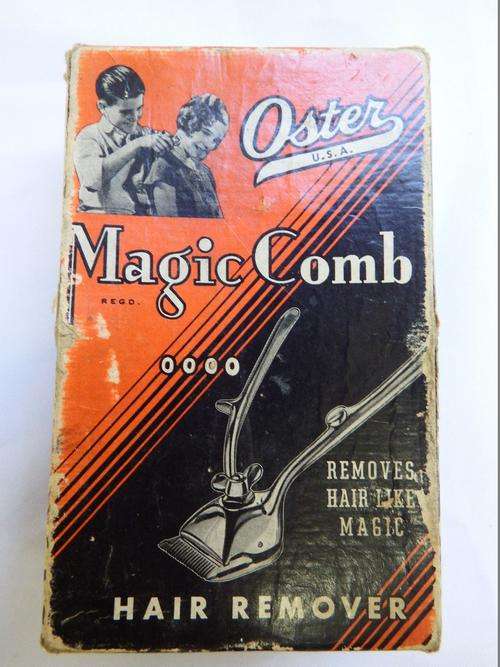 Oster
U.S.A.
Magic Comb
REGD.
0000
REMOVES
HAIR LIKE
MAGIC
HAIR REMOVER